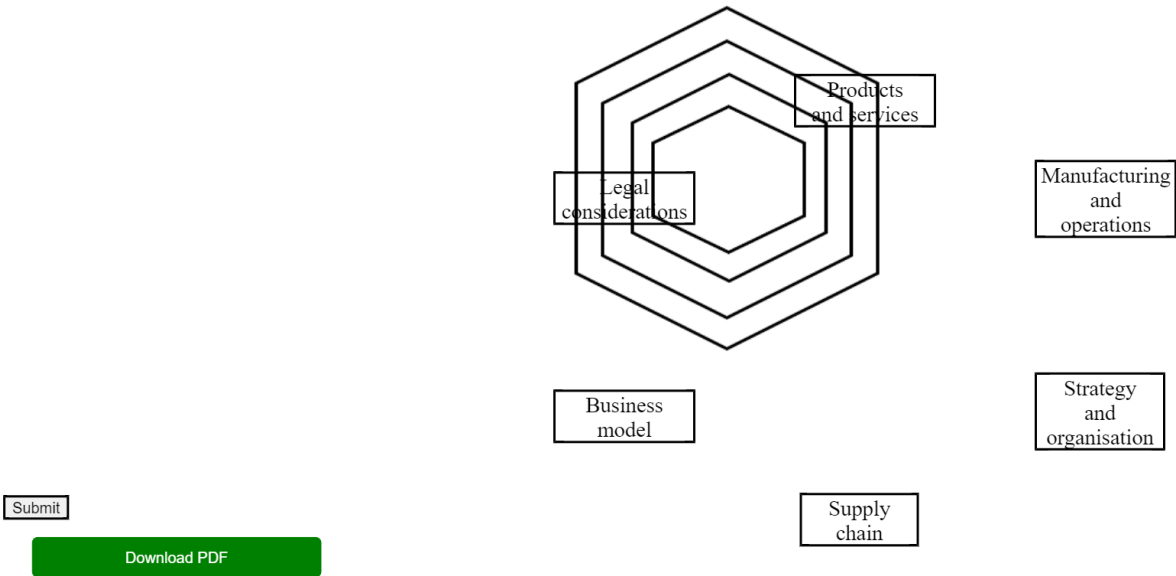 Products
and services
Legal
considerations
Manufacturing
and
operations
Business
model
Strategy
and
organisation
Supply
chain
Submit
Download PDF